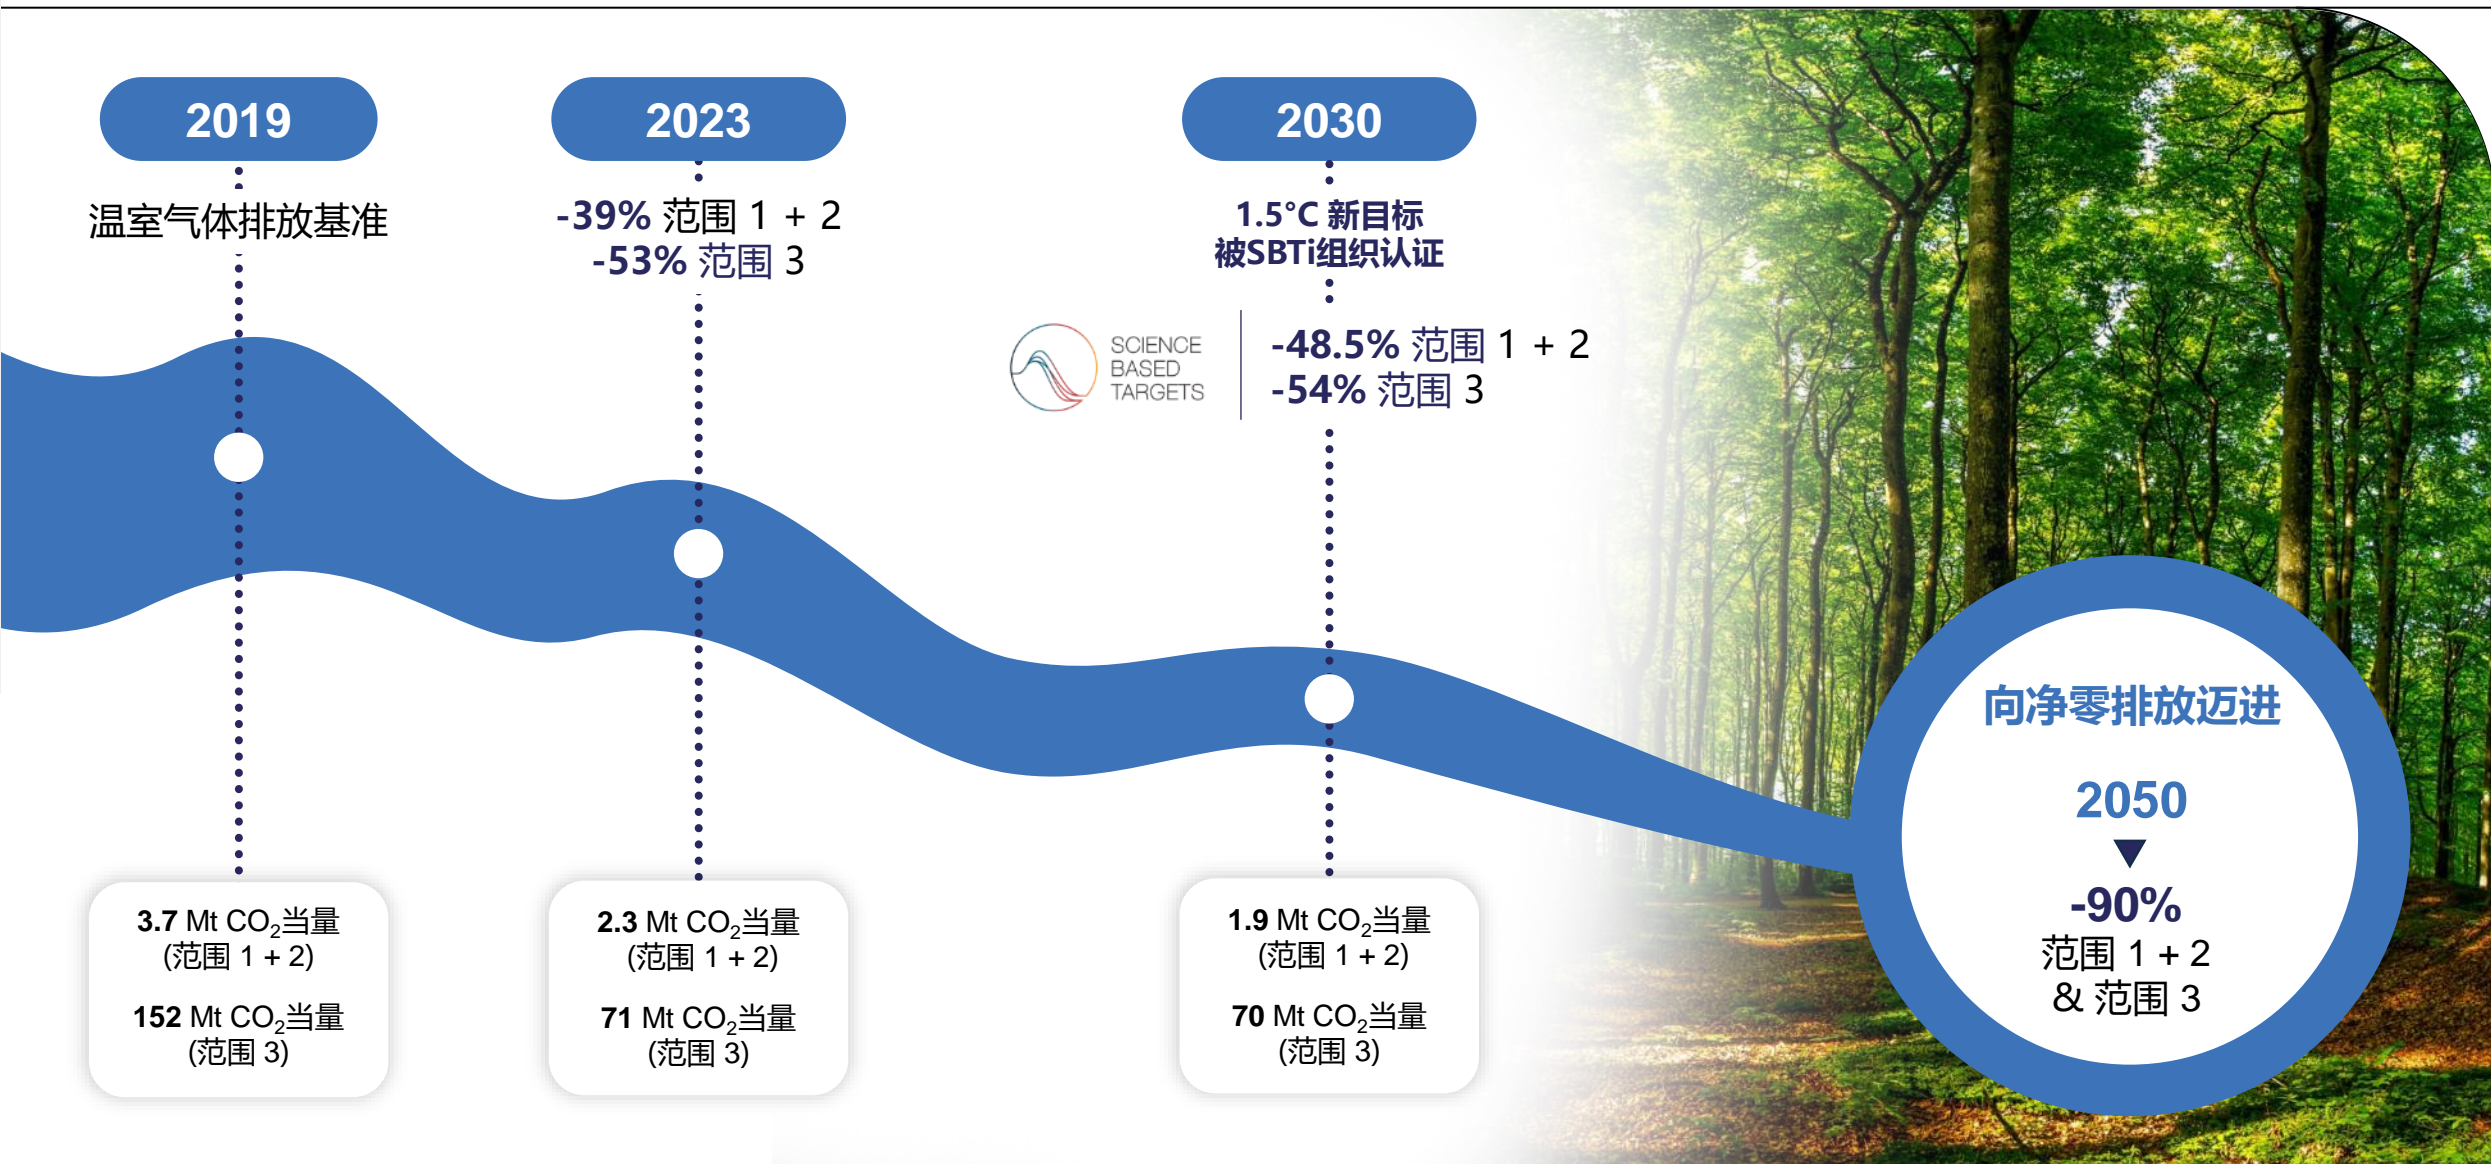 2019
温室气体排放基准
3.7 Mt CO₂当量
(范围 1 + 2)
152 Mt CO₂当量
(范围 3)
2023
-39% 范围 1 + 2
-53% 范围 3
2.3 Mt CO₂当量
(范围 1 + 2)
71 Mt CO₂当量
(范围 3)
2030
1.5°C 新目标
被SBTi组织认证
SCIENCE
BASED
TARGETS
-48.5% 范围 1 + 2
-54% 范围 3
1.9 Mt CO₂当量
(范围 1 + 2)
70 Mt CO₂当量
(范围 3)
向净零排放迈进
2050
-90%
范围 1 + 2
& 范围 3